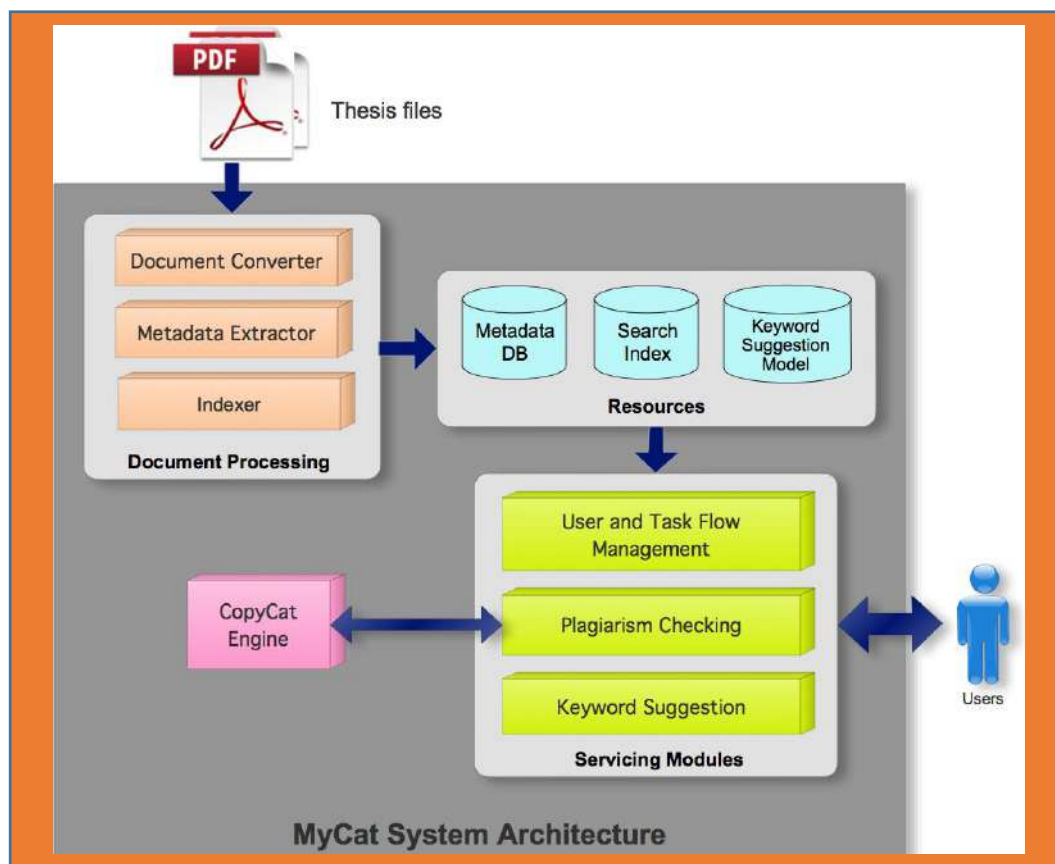 PDF
Thesis files
Document Converter
Metadata Extractor
Indexer
Document Processing
Metadata
DB
Search
Index
Keyword
Suggestion
Model
Resources
User and Task Flow
Management
Plagiarism Checking
Keyword Suggestion
Servicing Modules
CopyCat
Engine
Users
MyCat System Architecture